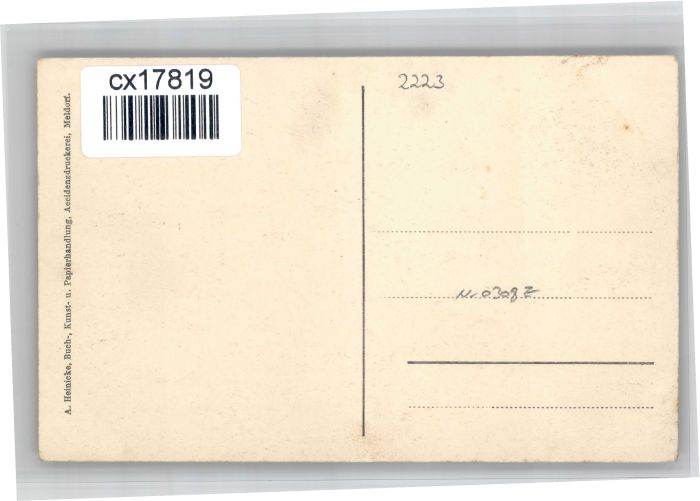 cx17819
2223
A. Heinicke, Buch-, Kunst- u. Papierhandlung, Accidenzdruckerei, Meldorf.